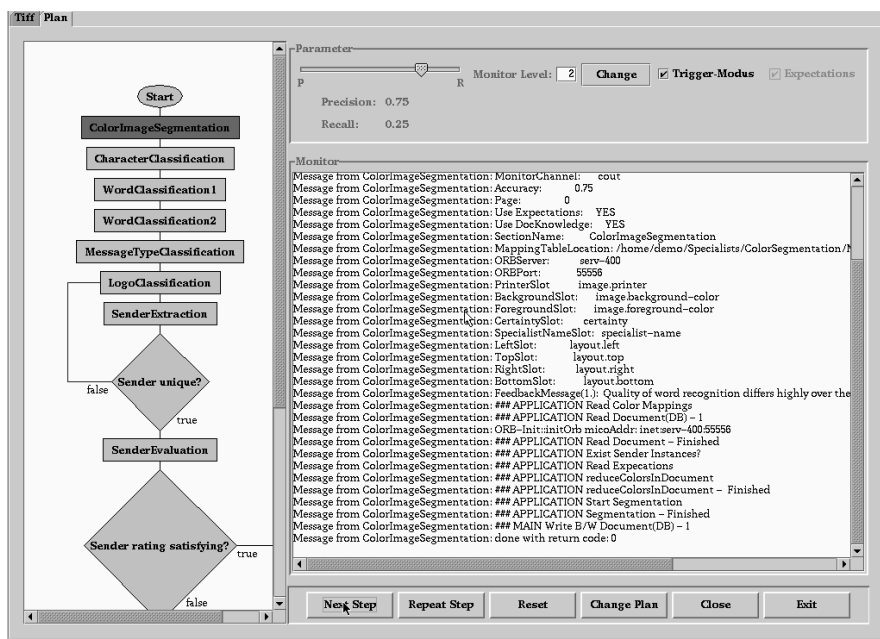 Tiff Plan
Start
ColorImageSegmentation
CharacterClassification
WordClassification1
WordClassification2
MessageTypeClassification
LogoClassification
SenderExtraction
Sender unique?
false
true
SenderEvaluation
Sender rating satisfying?
true
false
Parameter
P R
Monitor Level: 2 Change Trigger-Modus Expectations
Precision: 0.75
Recall: 0.25
Monitor
Message from ColorImageSegmentation: MonitorChannel: cout
Message from ColorImageSegmentation: Accuracy: 0.75
Message from ColorImageSegmentation: Page: 0
Message from ColorImageSegmentation: Use Expectations: YES
Message from ColorImageSegmentation: Use DocKnowledge: YES
Message from ColorImageSegmentation: SectionName: ColorImageSegmentation
Message from ColorImageSegmentation: MappingTableLocation: /home/demo/Specialists/ColorSegmentation/
Message from ColorImageSegmentation: ORBServer: serv-400
Message from ColorImageSegmentation: ORBPort: 55556
Message from ColorImageSegmentation: PrinterSlot image.printer
Message from ColorImageSegmentation: BackgroundSlot: image.background-color
Message from ColorImageSegmentation: ForegroundSlot: image.foreground-color
Message from ColorImageSegmentation: CertaintySlot: certainty
Message from ColorImageSegmentation: SpecialistNameSlot: specialist-name
Message from ColorImageSegmentation: LeftSlot: layout.left
Message from ColorImageSegmentation: TopSlot: layout.top
Message from ColorImageSegmentation: RightSlot: layout.right
Message from ColorImageSegmentation: BottomSlot: layout.bottom
Message from ColorImageSegmentation: FeedbackMessage(1.): Quality of word recognition differs highly over the
Message from ColorImageSegmentation: ### APPLICATION Read Color Mappings
Message from ColorImageSegmentation: ### APPLICATION Read Document(DB) - 1
Message from ColorImageSegmentation: ORB-Init::initOrb micoAddr: inet:serv-400:55556
Message from ColorImageSegmentation: ### APPLICATION Read Document - Finished
Message from ColorImageSegmentation: ### APPLICATION Exist Sender Instances?
Message from ColorImageSegmentation: ### APPLICATION Read Expecations
Message from ColorImageSegmentation: ### APPLICATION reduceColorsInDocument
Message from ColorImageSegmentation: ### APPLICATION reduceColorsInDocument - Finished
Message from ColorImageSegmentation: ### APPLICATION Start Segmentation
Message from ColorImageSegmentation: ### APPLICATION Segmentation - Finished
Message from ColorImageSegmentation: ### MAIN Write B/W Document(DB) - 1
Message from ColorImageSegmentation: done with return code: 0
Next Step Repeat Step Reset Change Plan Close Exit